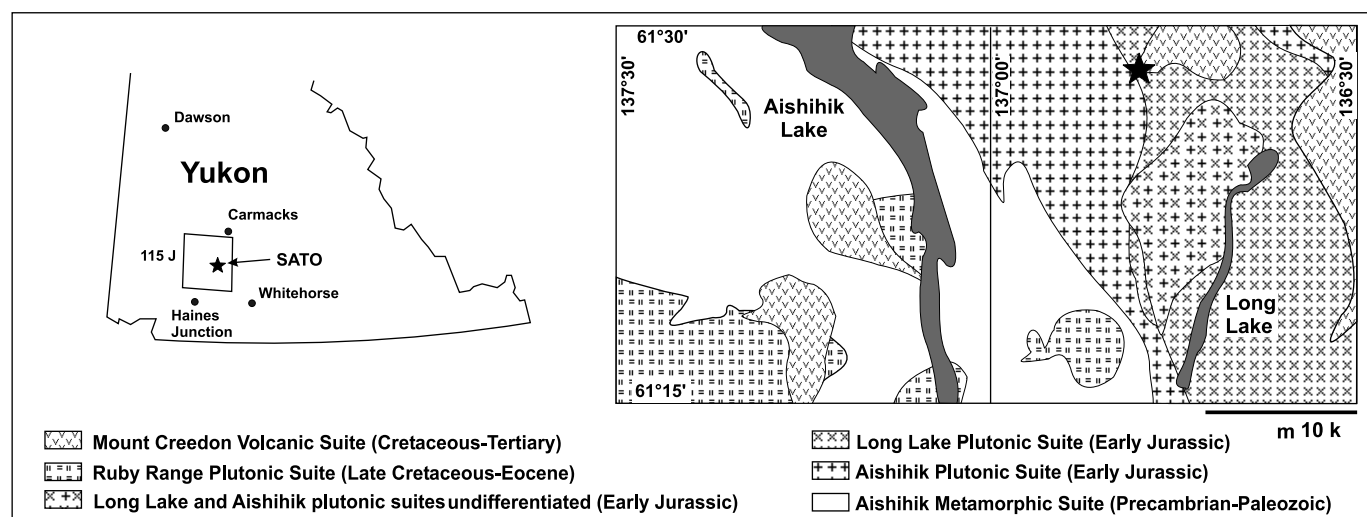 Dawson
Yukon
Carmacks
115 J
SATO
Whitehorse
Haines
Junction
61°30'
137°30'
Aishihik
Lake
137°00'
136°30'
Long
Lake
61°15'
m 10 k
Mount Creedon Volcanic Suite (Cretaceous-Tertiary)
Ruby Range Plutonic Suite (Late Cretaceous-Eocene)
Long Lake and Aishihik plutonic suites undifferentiated (Early Jurassic)
Long Lake Plutonic Suite (Early Jurassic)
Aishihik Plutonic Suite (Early Jurassic)
Aishihik Metamorphic Suite (Precambrian-Paleozoic)